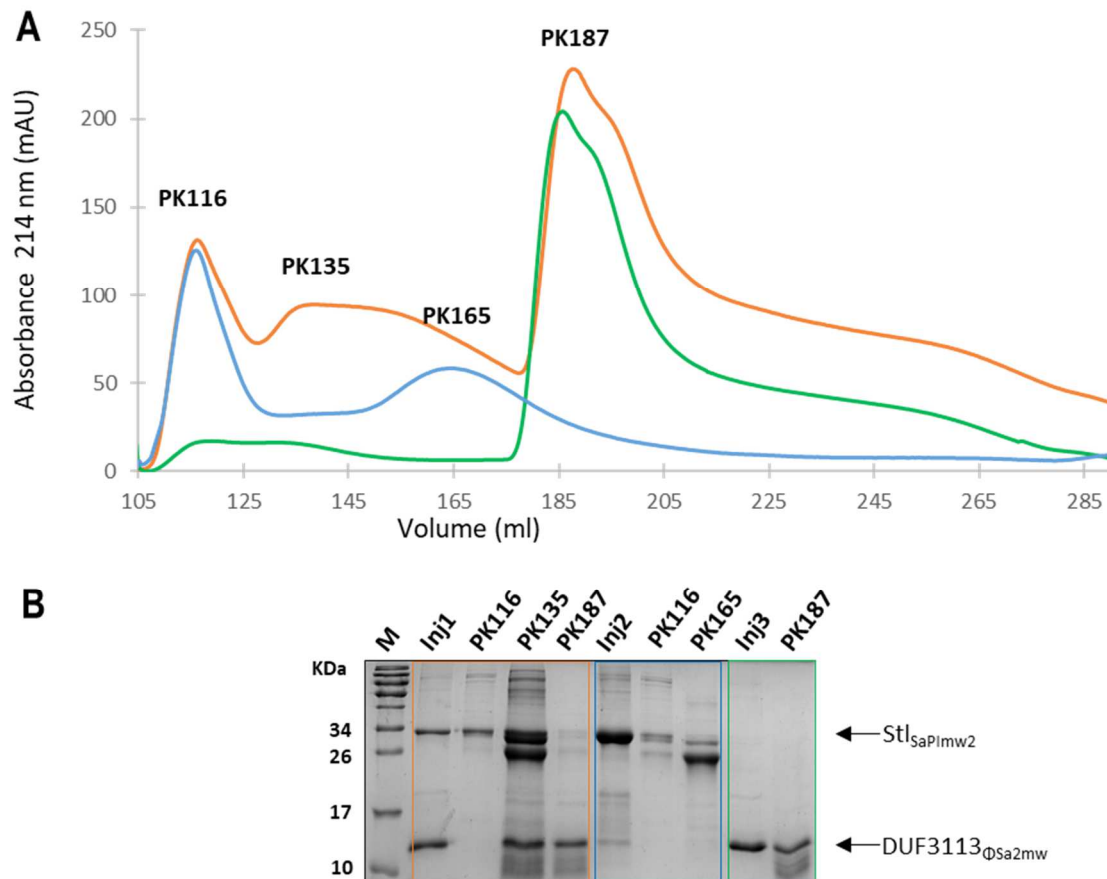 A
250
200
150
100
50
0
Absorbance 214 nm (mAU)
PK116
PK135
PK165
PK187
105 125 145 165 185 205 225 245 265 285
Volume (ml)
B
M Inj1 PK116 PK135 PK187 Inj2 PK116 PK165 Inj3 PK187
KDa
34
26
17
10
Stl_SaPImw2
DUF3113_ΦSa2mw